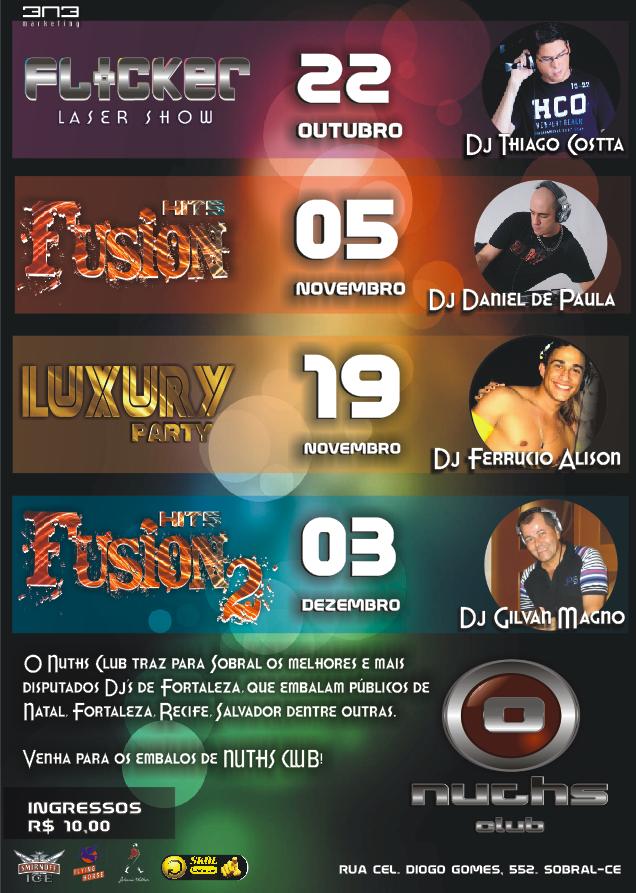 3N3
marketing
FLICKER
LASER SHOW
22
OUTUBRO
DJ THIAGO COSTTA
HCO
HITS
FUSION
05
NOVEMBRO
DJ DANIEL DE PAULA
LUXURY
PARTY
19
NOVEMBRO
DJ FERRUCIO ALISON
HITS
FUSION 2
03
DEZEMBRO
DJ GILVAN MAGNO
O NUTHS CLUB TRAZ PARA SOBRAL OS MELHORES E MAIS
DISPUTADOS DJ'S DE FORTALEZA, QUE EMBALAM PÚBLICOS DE
NATAL, FORTALEZA, RECIFE, SALVADOR DENTRE OUTRAS.
VENHA PARA OS EMBALOS DE NUTHS CLUB!
nuths
club
INGRESSOS
R$ 10,00
SMIRNOFF
ICE
FLYING
HORSE
Johnnie Walker
SKOL
RUA CEL. DIOGO GOMES, 552. SOBRAL-CE